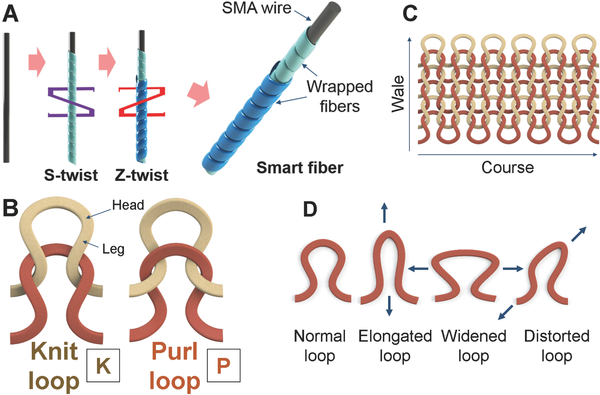 A
SMA wire
Wrapped
fibers
S-twist
Z-twist
Smart fiber
B
Head
Leg
Knit
loop
K
Purl
loop
P
C
Wale
Course
D
Normal
loop
Elongated
loop
Widened
loop
Distorted
loop